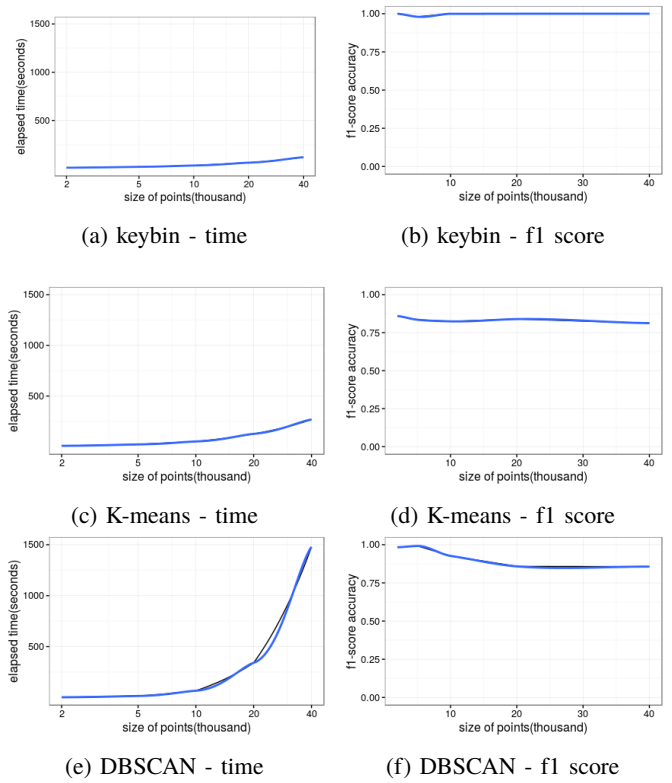 1500
1000
500
elapsed time(seconds)
2 5 10 20 40
size of points(thousand)
(a) keybin - time
1.00
0.75
0.50
0.25
0.00
f1-score accuracy
10 20 30 40
size of points(thousand)
(b) keybin - f1 score
1500
1000
500
elapsed time(seconds)
2 5 10 20 40
size of points(thousand)
(c) K-means - time
1.00
0.75
0.50
0.25
0.00
f1-score accuracy
10 20 30 40
size of points(thousand)
(d) K-means - f1 score
1500
1000
500
elapsed time(seconds)
2 5 10 20 40
size of points(thousand)
(e) DBSCAN - time
1.00
0.75
0.50
0.25
0.00
f1-score accuracy
10 20 30 40
size of points(thousand)
(f) DBSCAN - f1 score